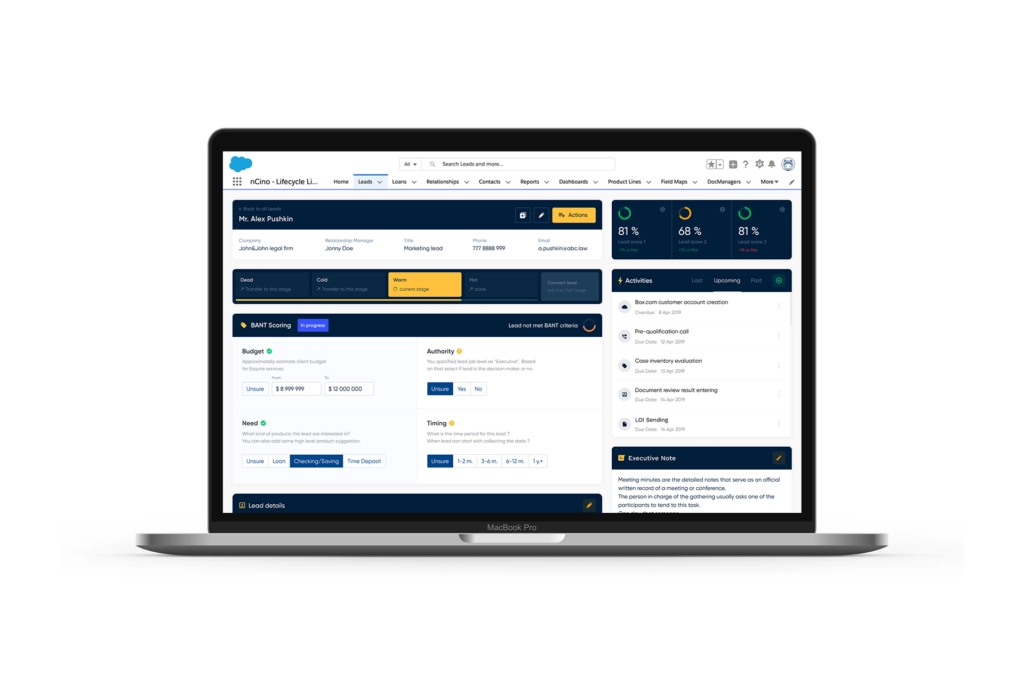 All
Search Leads and more...
nCino - Lifecycle Li...
Home Leads Loans Relationships Contacts Reports Dashboards Product Lines Field Maps DocManagers More
Back to all Leads
Mr. Alex Pushkin
Actions
Company Relationship Manager Title Phone Email
John&John legal firm Jonny Doe Marketing lead 777 8888 999 a.pushkin@abc.law
Dead Cold Warm Hot Convert lead
Transfer to this stage Transfer to this stage current stage done
BANT Scoring In progress Lead not met BANT criteria
Budget
Approximatelly estimate client budget
for Esquire services.
From To
Unsure $ 8 999 999 $ 12 000 000
Authority
You specified lead job level as "Executive". Based
on that select if lead is the decision maker or no.
Unsure Yes No
Need
What kind of products this lead are interested in?
You can also add some high level product suggestion.
Unsure Loan Checking/Saving Time Deposit
Timing
What is the time period for this lead ?
When lead can start with collecting the data ?
Unsure 1-2 m. 3-6 m. 6-12 m. 1 y.+
Lead details
81 % 68 % 81 %
Lead score 1 Lead score 2 Lead score 3
Activities Last Upcoming Past
Box.com customer account creation
Overdue: 8 Apr 2019
Pre-qualification call
Due Date: 12 Apr 2019
Case inventory evaluation
Due Date: 13 Apr 2019
Document review result entering
Due Date: 14 Apr 2019
LOI Sending
Due Date: 14 Apr 2019
Executive Note
Meeting minutes are the detailed notes that serve as an official
written record of a meeting or conference.
The person in charge of the gathering usually asks one of the
participants to tend to this task.
MacBook Pro